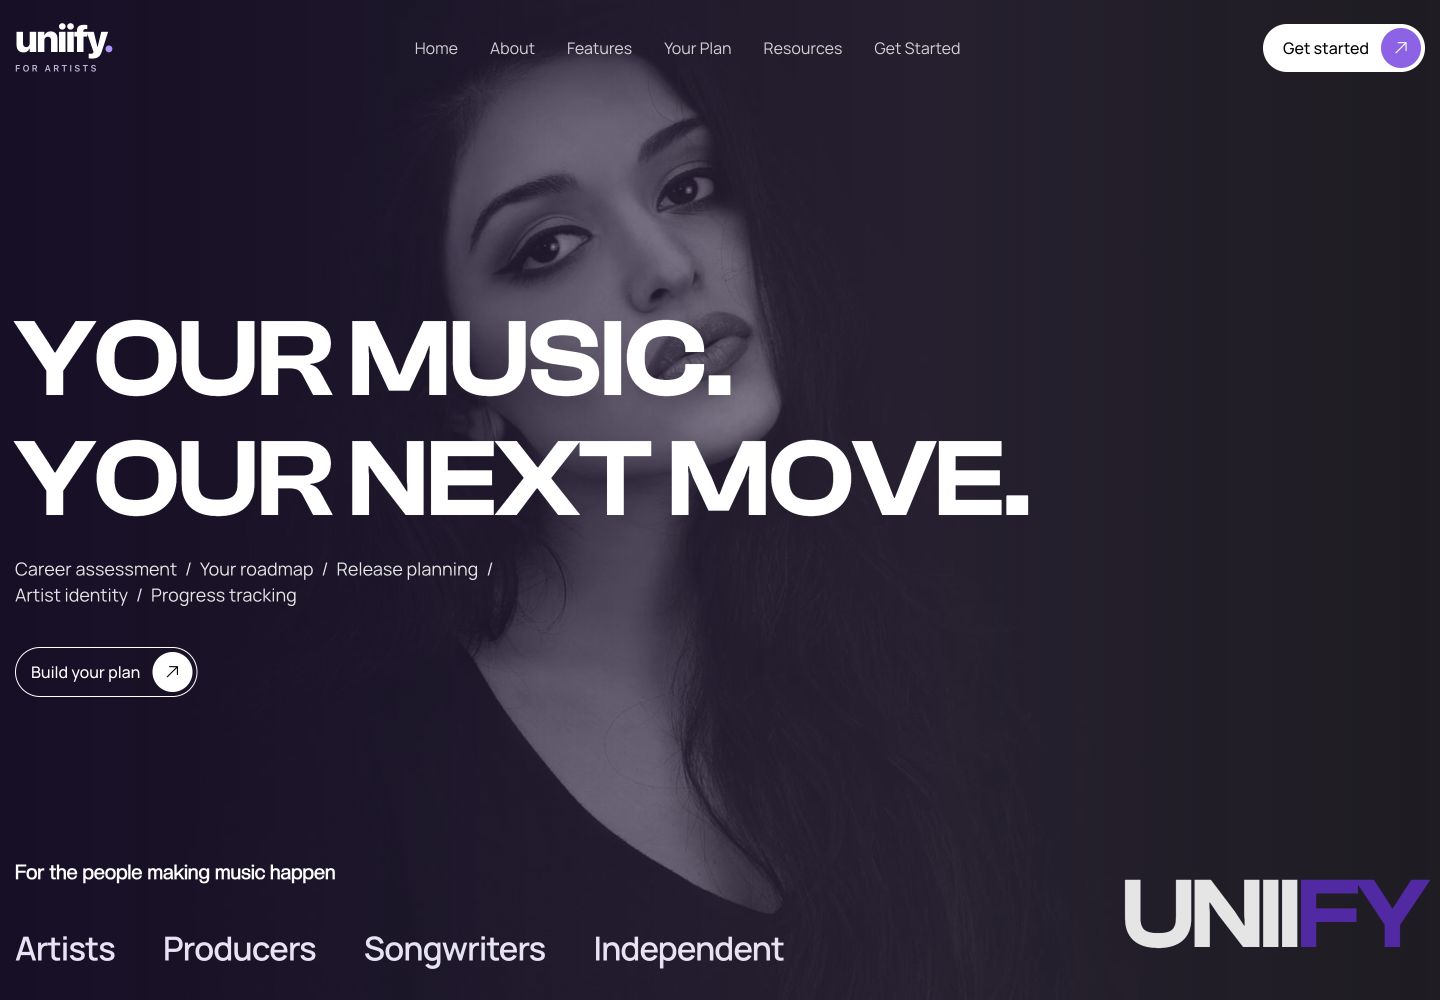 uniify.
FOR ARTISTS
Home About Features Your Plan Resources Get Started
Get started
YOUR MUSIC.
YOUR NEXT MOVE.
Career assessment / Your roadmap / Release planning /
Artist identity / Progress tracking
Build your plan
For the people making music happen
Artists Producers Songwriters Independent
UNIIFY